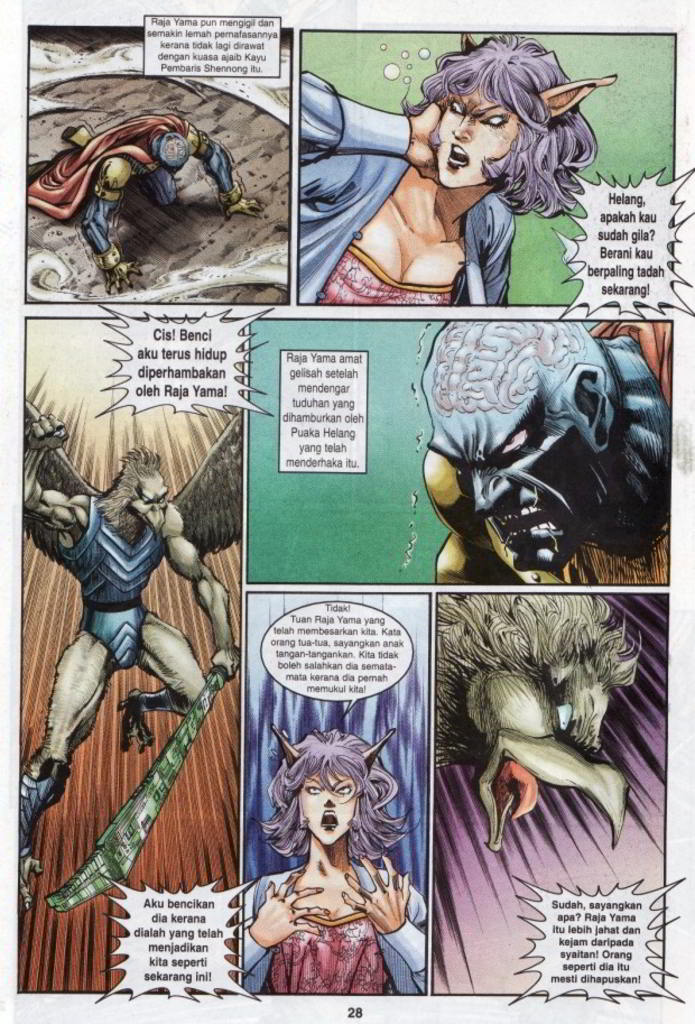 Raja Yama pun mengigil dan
semakin lemah pernafasannya
kerana tidak lagi dirawat
dengan kuasa ajaib Kayu
Pembaris Shennong itu.
Helang,
apakah kau
sudah gila?
Berani kau
berpaling tadah
sekarang!
Cis! Benci
aku terus hidup
diperhambakan
oleh Raja Yama!
Raja Yama amat
gelisah setelah
mendengar
tuduhan yang
dihamburkan oleh
Puaka Helang
yang telah
menderhaka itu.
Aku bencikan
dia kerana
dialah yang telah
menjadikan
kita seperti
sekarang ini!
Tidak!
Tuan Raja Yama yang
telah membesarkan kita. Kata
orang tua-tua, sayangkan anak
tangan-tangankan. Kita tidak
boleh salahkan dia semata-
mata kerana dia pernah
memukul kita!
Sudah, sayangkan
apa? Raja Yama
itu lebih jahat dan
kejam daripada
syaitan! Orang
seperti dia itu
mesti dihapuskan!
28